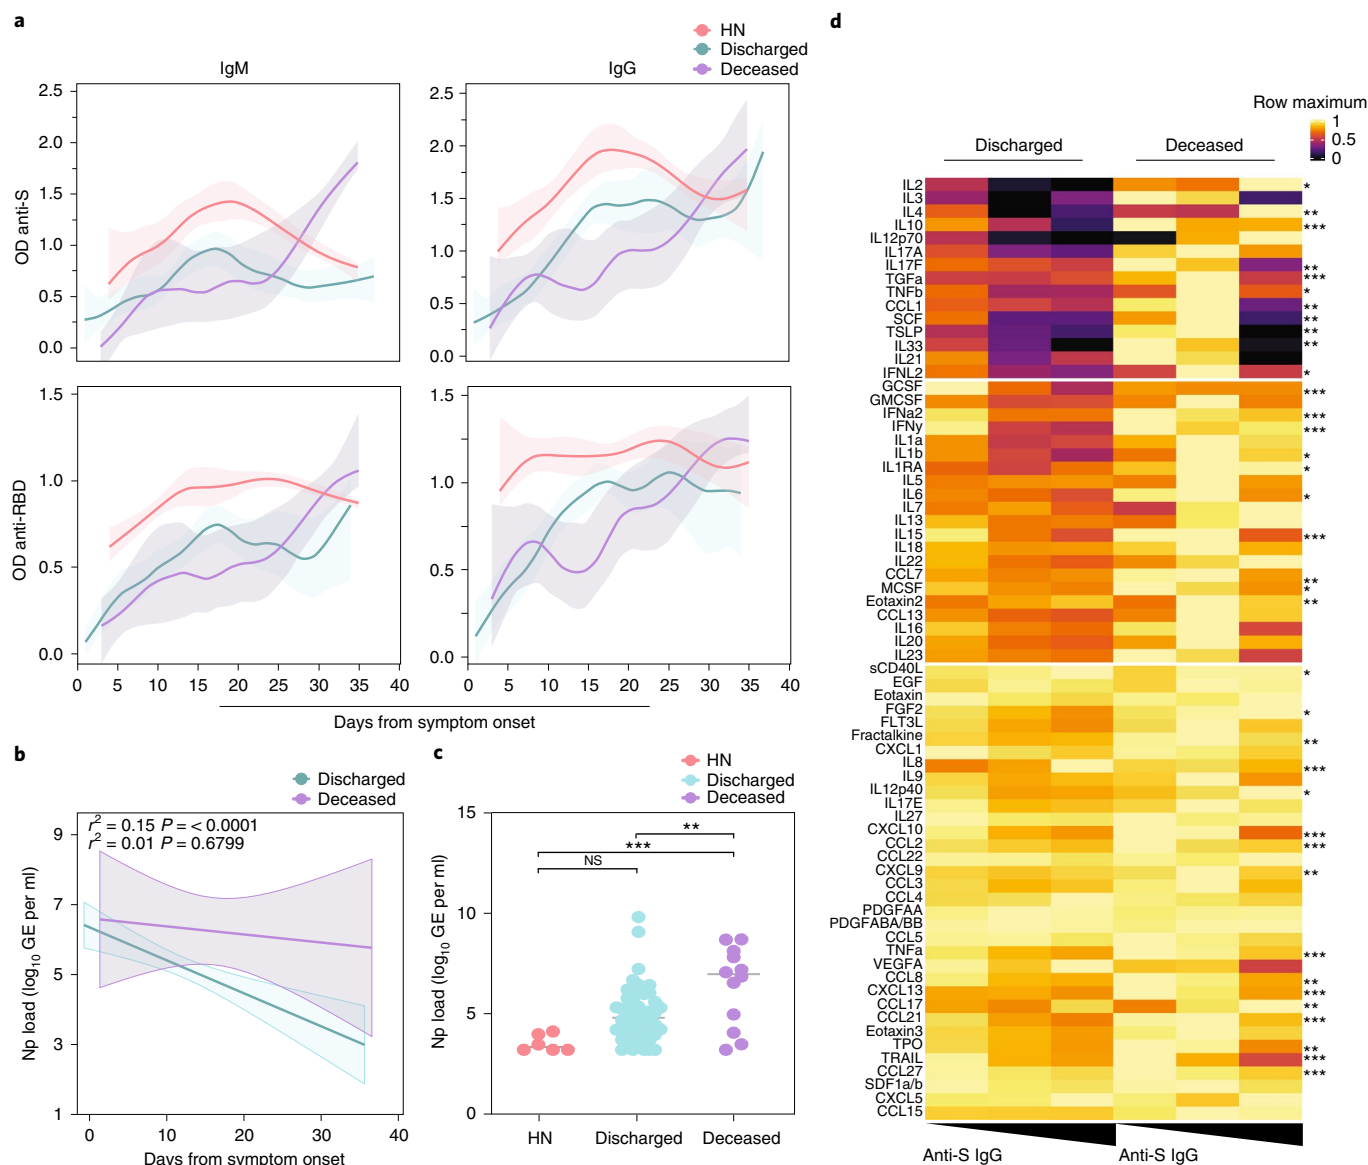 a
HN
Discharged
Deceased
IgM
IgG
OD anti-S
2.5
2.0
1.5
1.0
0.5
0.0
2.5
2.0
1.5
1.0
0.5
0.0
OD anti-RBD
1.5
1.0
0.5
0.0
1.5
1.0
0.5
0.0
0 5 10 15 20 25 30 35 40
0 5 10 15 20 25 30 35 40
Days from symptom onset
b
Discharged
Deceased
r2 = 0.15 P = < 0.0001
r2 = 0.01 P = 0.6799
Np load (log10 GE per ml)
9
7
5
3
1
0 10 20 30 40
Days from symptom onset
c
HN
Discharged
Deceased
Np load (log10 GE per ml)
15
10
5
0
**
***
NS
HN Discharged Deceased
d
Row maximum
1
0
Discharged Deceased
IL2 *
IL3
IL4 **
IL10 ***
IL12p70
IL17A
IL17F **
TGFa ***
TNFb *
CCL1 **
SCF **
TSLP **
IL33 **
IL21
IFNL2 *
GCSF ***
GMCSF
IFNa2 ***
IFNy ***
IL1a
IL1b *
IL1RA *
IL5
IL6 *
IL7
IL13
IL15 ***
IL18
IL22
CCL7 **
MCSF *
Eotaxin2 **
CCL13
IL16
IL20
IL23
sCD40L *
EGF
Eotaxin
FGF2 *
FLT3L
Fractalkine **
CXCL1
IL8 ***
IL9
IL12p40 *
IL17E
IL27
CXCL10 ***
CCL2 ***
CCL22
CXCL9 **
CCL3
CCL4
PDGFAA
PDGFABA/BB
CCL5
TNFa ***
VEGFA
CCL8 **
CXCL13 ***
CCL17 **
CCL21 ***
Eotaxin3
TPO **
TRAIL ***
CCL27 ***
SDF1a/b
CXCL5
CCL15
Anti-S IgG Anti-S IgG